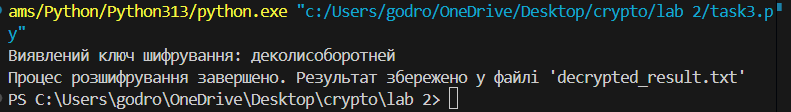 ams/Python/Python313/python.exe "c:/Users/godro/OneDrive/Desktop/crypto/lab 2/task3.p
y"
Виявлений ключ шифрування: деколисоборотней
Процес розшифрування завершено. Результат збережено у файлі 'decrypted_result.txt'
PS C:\Users\godro\OneDrive\Desktop\crypto\lab 2>